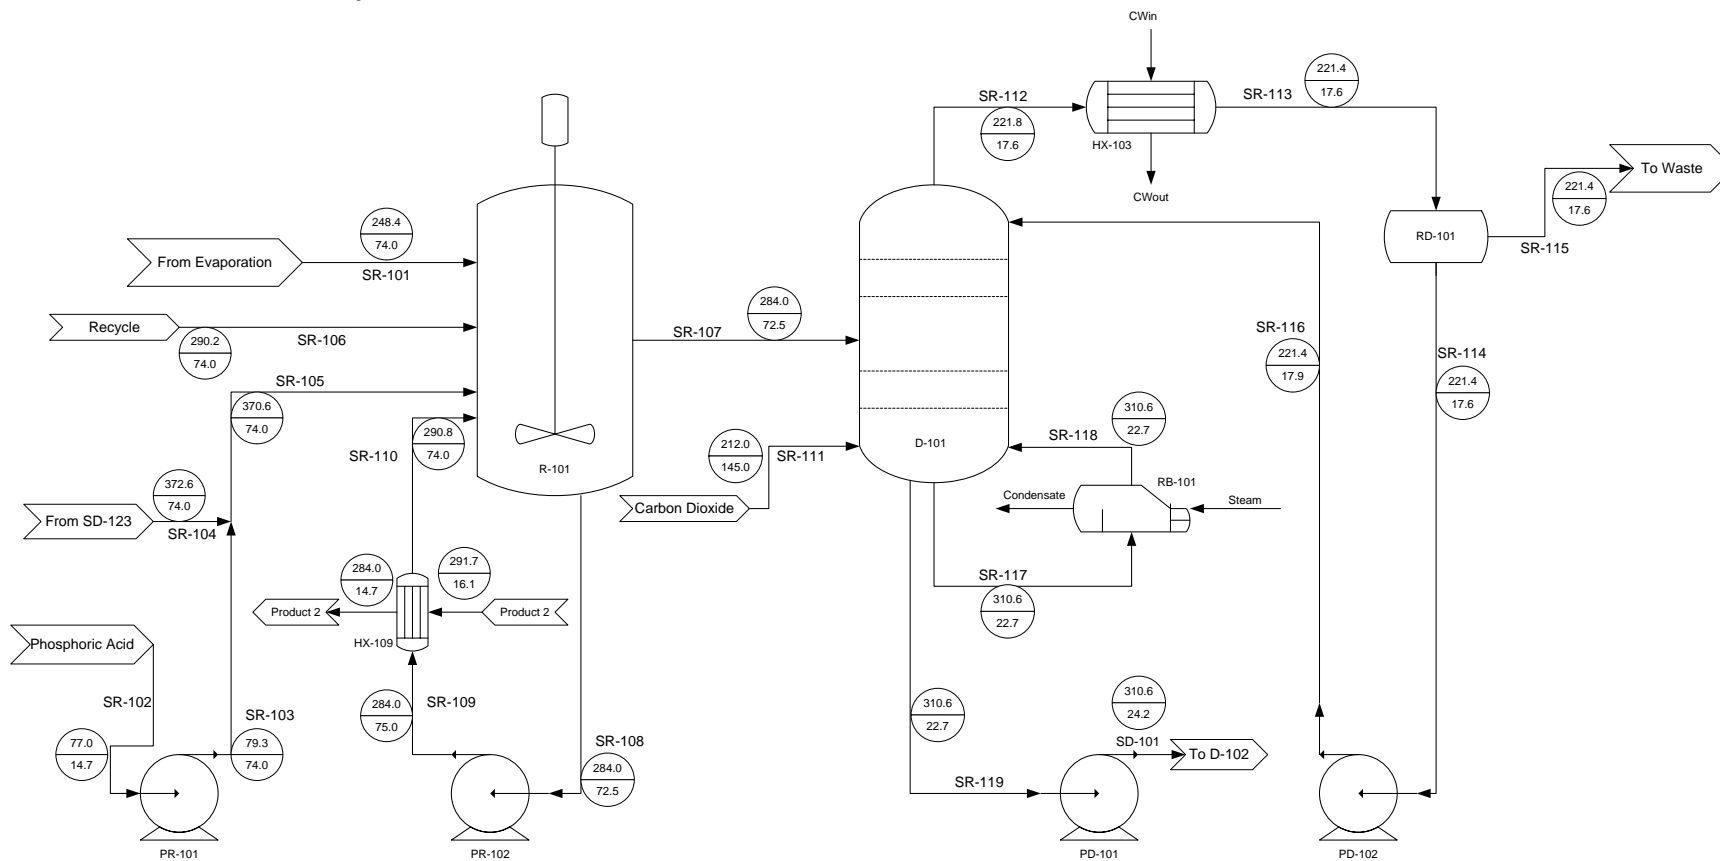 CWin
SR-112
221.8
17.6
HX-103
CWout
SR-113
221.4
17.6
To Waste
221.4
17.6
SR-115
RD-101
248.4
74.0
From Evaporation
SR-101
Recycle
290.2
74.0
SR-106
SR-105
370.6
74.0
SR-107
284.0
72.5
SR-116
221.4
17.9
SR-114
221.4
17.6
SR-110
290.8
74.0
R-101
D-101
310.6
22.7
SR-118
212.0
145.0
SR-111
Carbon Dioxide
RB-101
Condensate
Steam
372.6
74.0
From SD-123
SR-104
284.0
14.7
291.7
16.1
Product 2
Product 2
HX-109
SR-117
310.6
22.7
Phosphoric Acid
SR-102
77.0
14.7
SR-103
79.3
74.0
284.0
75.0
SR-109
SR-108
284.0
72.5
310.6
22.7
310.6
24.2
SD-101
To D-102
SR-119
PR-101
PR-102
PD-101
PD-102